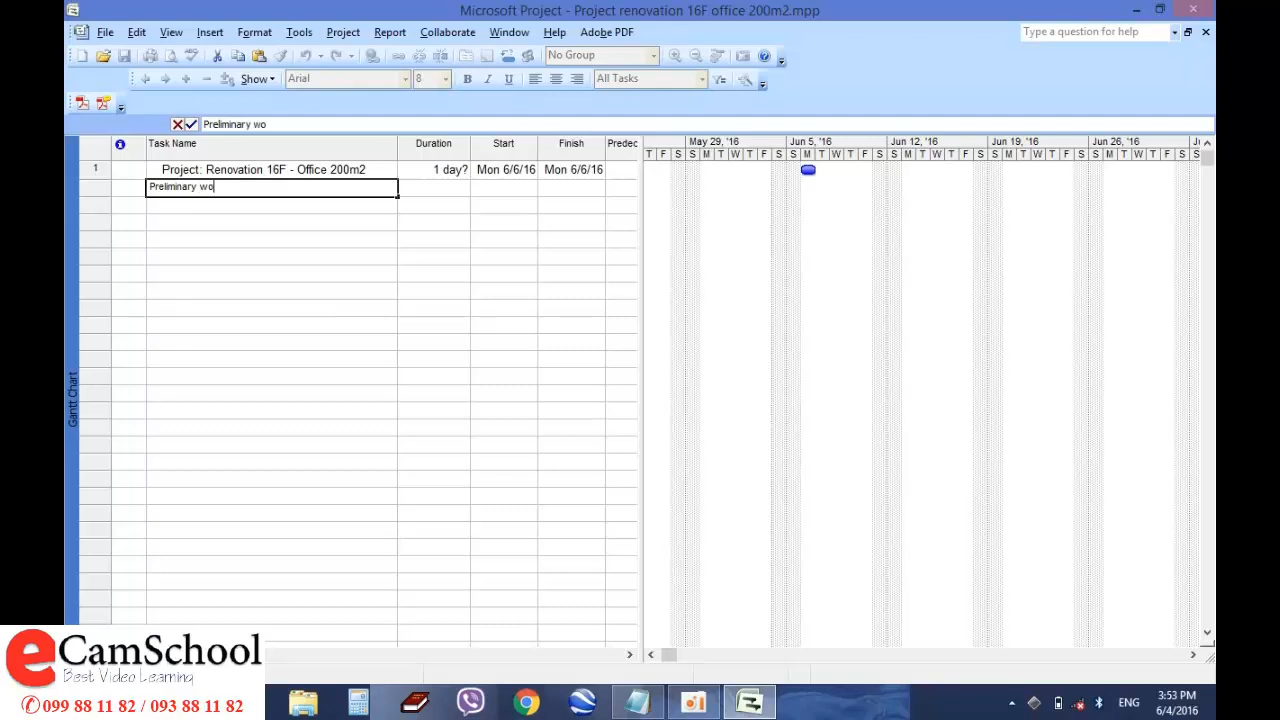 Microsoft Project - Project renovation 16F office 200m2.mpp
File Edit View Insert Format Tools Project Report Collaborate Window Help Adobe PDF
Type a question for help
No Group
Show Arial 8 B I U All Tasks
Preliminary wo
Task Name Duration Start Finish Predec
May 29, '16 Jun 5, '16 Jun 12, '16 Jun 19, '16 Jun 26, '16
T F S S M T W T F S S M T W T F S S M T W T F S S M T W T F S S M T W T F S S
1 Project: Renovation 16F - Office 200m2 1 day? Mon 6/6/16 Mon 6/6/16
Preliminary wo
Gantt Chart
eCamSchool
Best Video Learning
099 88 11 82 / 093 88 11 82
ENG
3:53 PM
6/4/2016